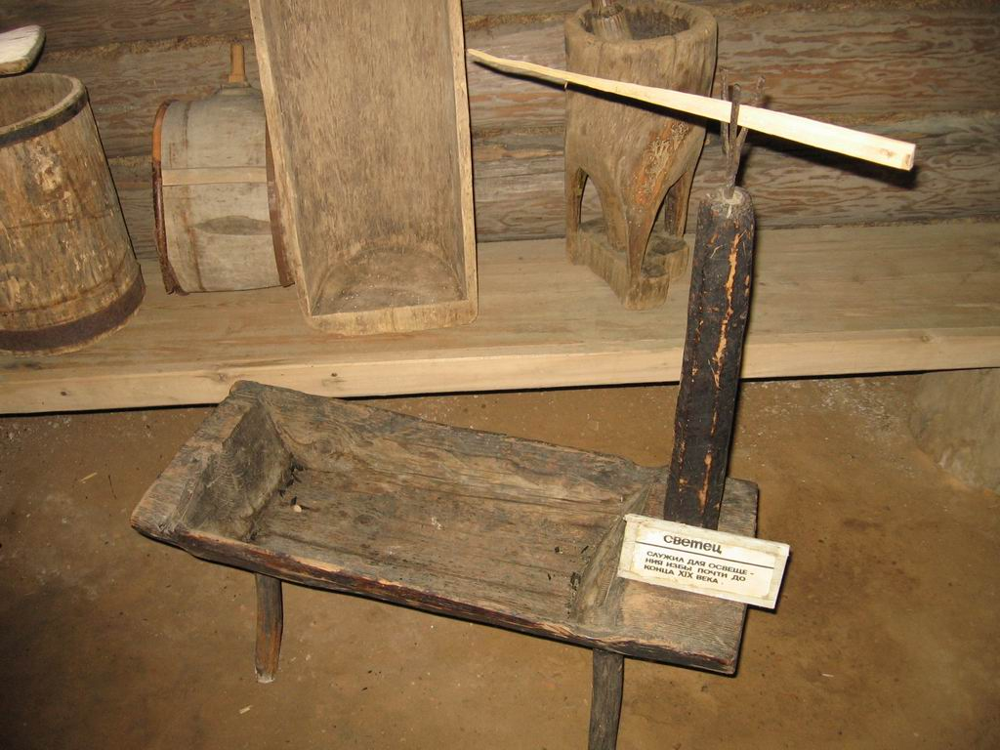 светец
СЛУЖИЛ ДЛЯ ОСВЕЩЕ-
НИЯ ИЗБЫ ПОЧТИ ДО
КОНЦА XIX ВЕКА.